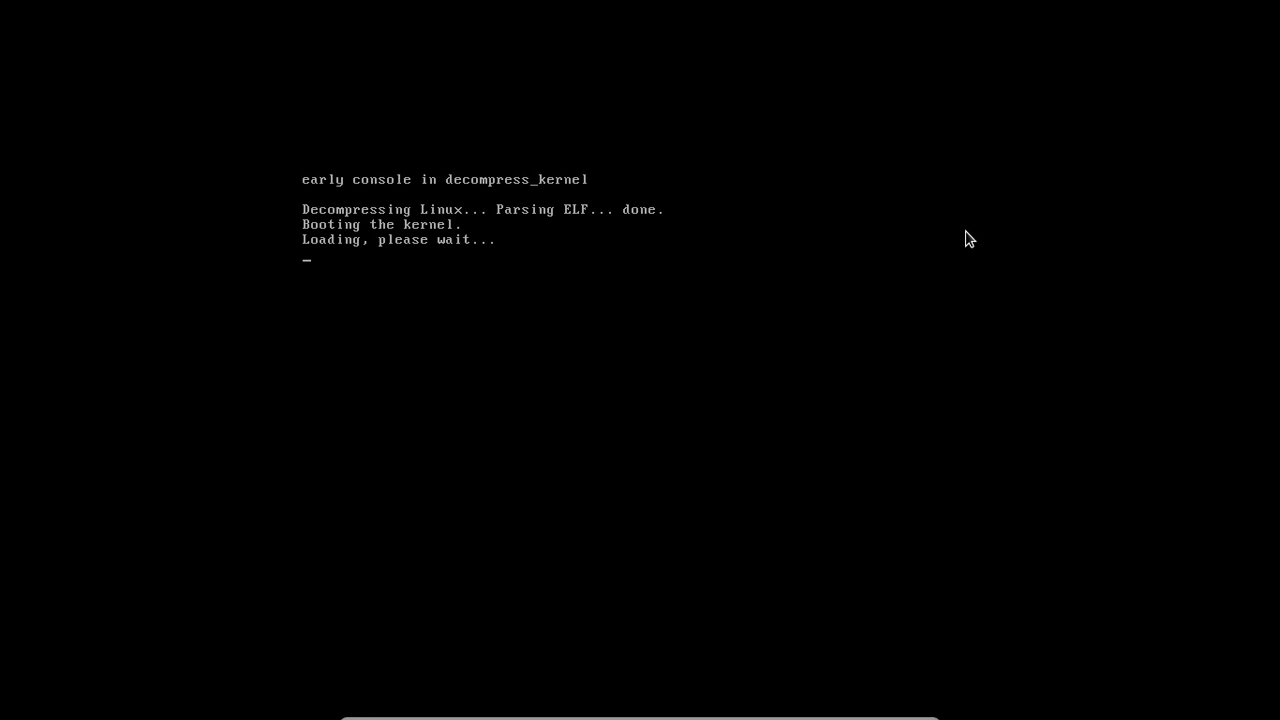 early console in decompress_kernel
Decompressing Linux... Parsing ELF... done.
Booting the kernel.
Loading, please wait...